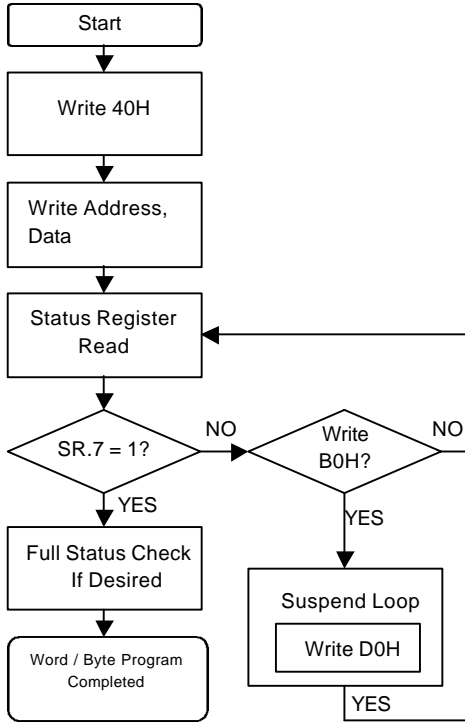 Start
Write 40H
Write Address,
Data
Status Register
Read
SR.7 = 1?
NO
Write
B0H?
NO
YES
YES
Full Status Check
If Desired
Suspend Loop
Write D0H
Word / Byte Program
Completed
YES